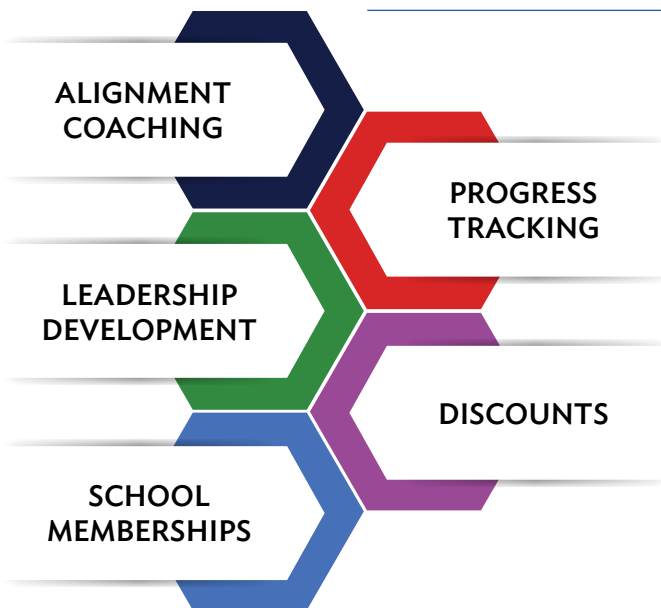 ALIGNMENT
COACHING
PROGRESS
TRACKING
LEADERSHIP
DEVELOPMENT
DISCOUNTS
SCHOOL
MEMBERSHIPS